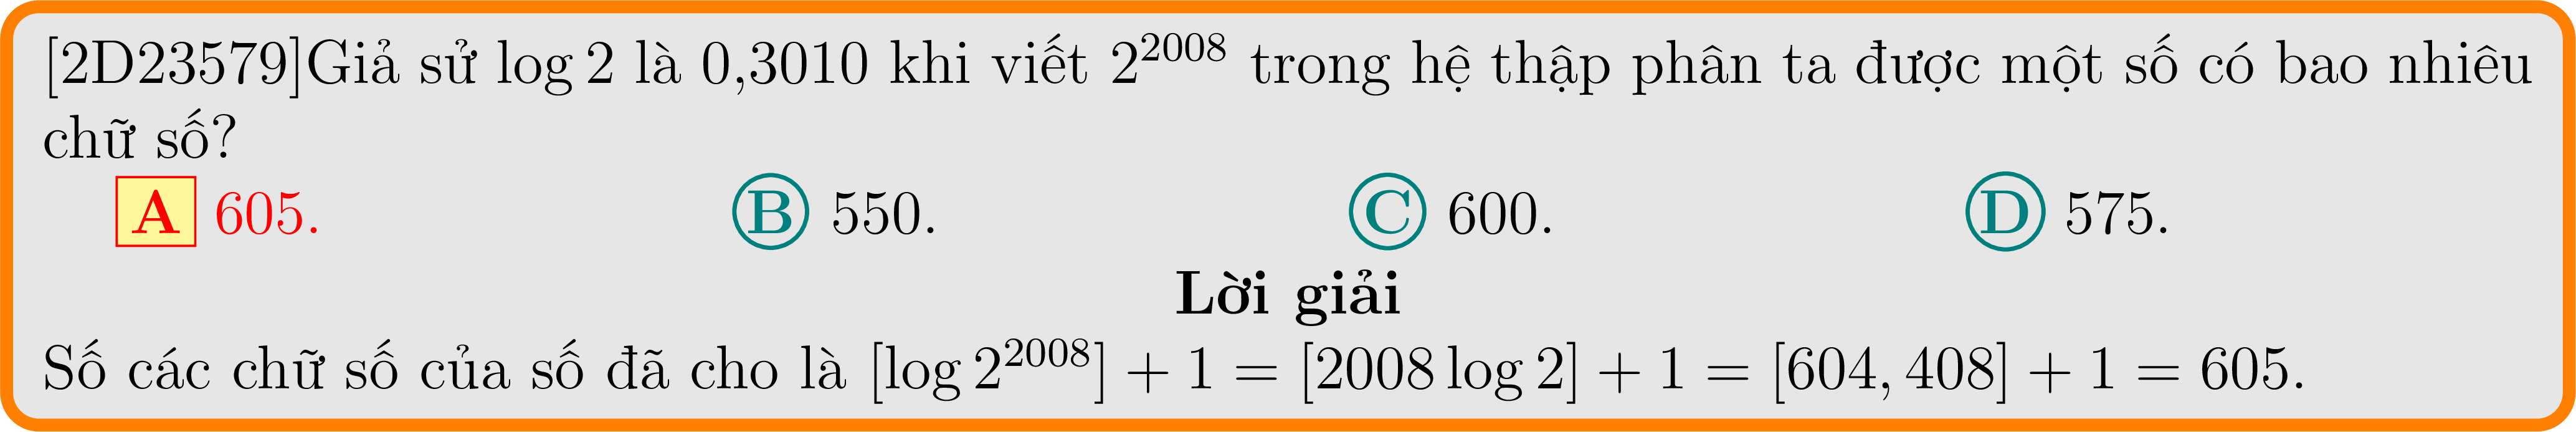 [2D23579]Giả sử log 2 là 0,3010 khi viết 2^2008 trong hệ thập phân ta được một số có bao nhiêu
chữ số?
A 605. B 550. C 600. D 575.
Lời giải
Số các chữ số của số đã cho là [log 2^2008] + 1 = [2008 log 2] + 1 = [604, 408] + 1 = 605.